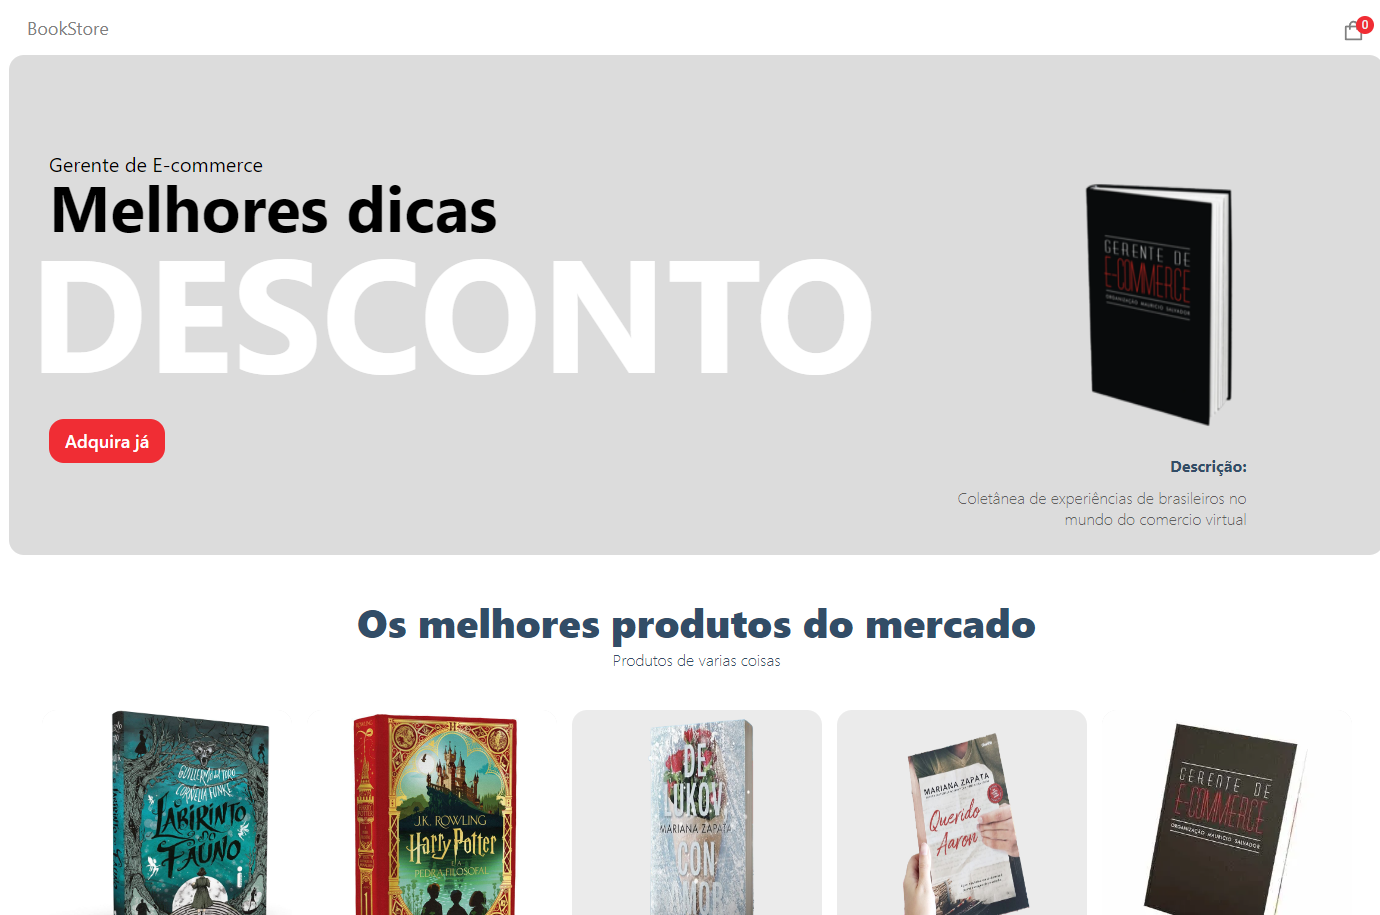 BookStore
0
Gerente de E-commerce
Melhores dicas
DESCONTO
Adquira já
GERENTE DE
E-COMMERCE
ORGANIZAÇÃO MAURICIO SALVADOR
Descrição:
Coletânea de experiências de brasileiros no
mundo do comercio virtual
Os melhores produtos do mercado
Produtos de varias coisas
GUILLERMO DEL TORO
CORNELIA FUNKE
O LABIRINTO
DO FAUNO
J.K. ROWLING
Harry Potter
E A
PEDRA FILOSOFAL
DE
LUKOV
MARIANA ZAPATA
CON
AMOR
MARIANA ZAPATA
Querido
Aaron
GERENTE DE
E-COMMERCE
ORGANIZAÇÃO MAURICIO SALVADOR